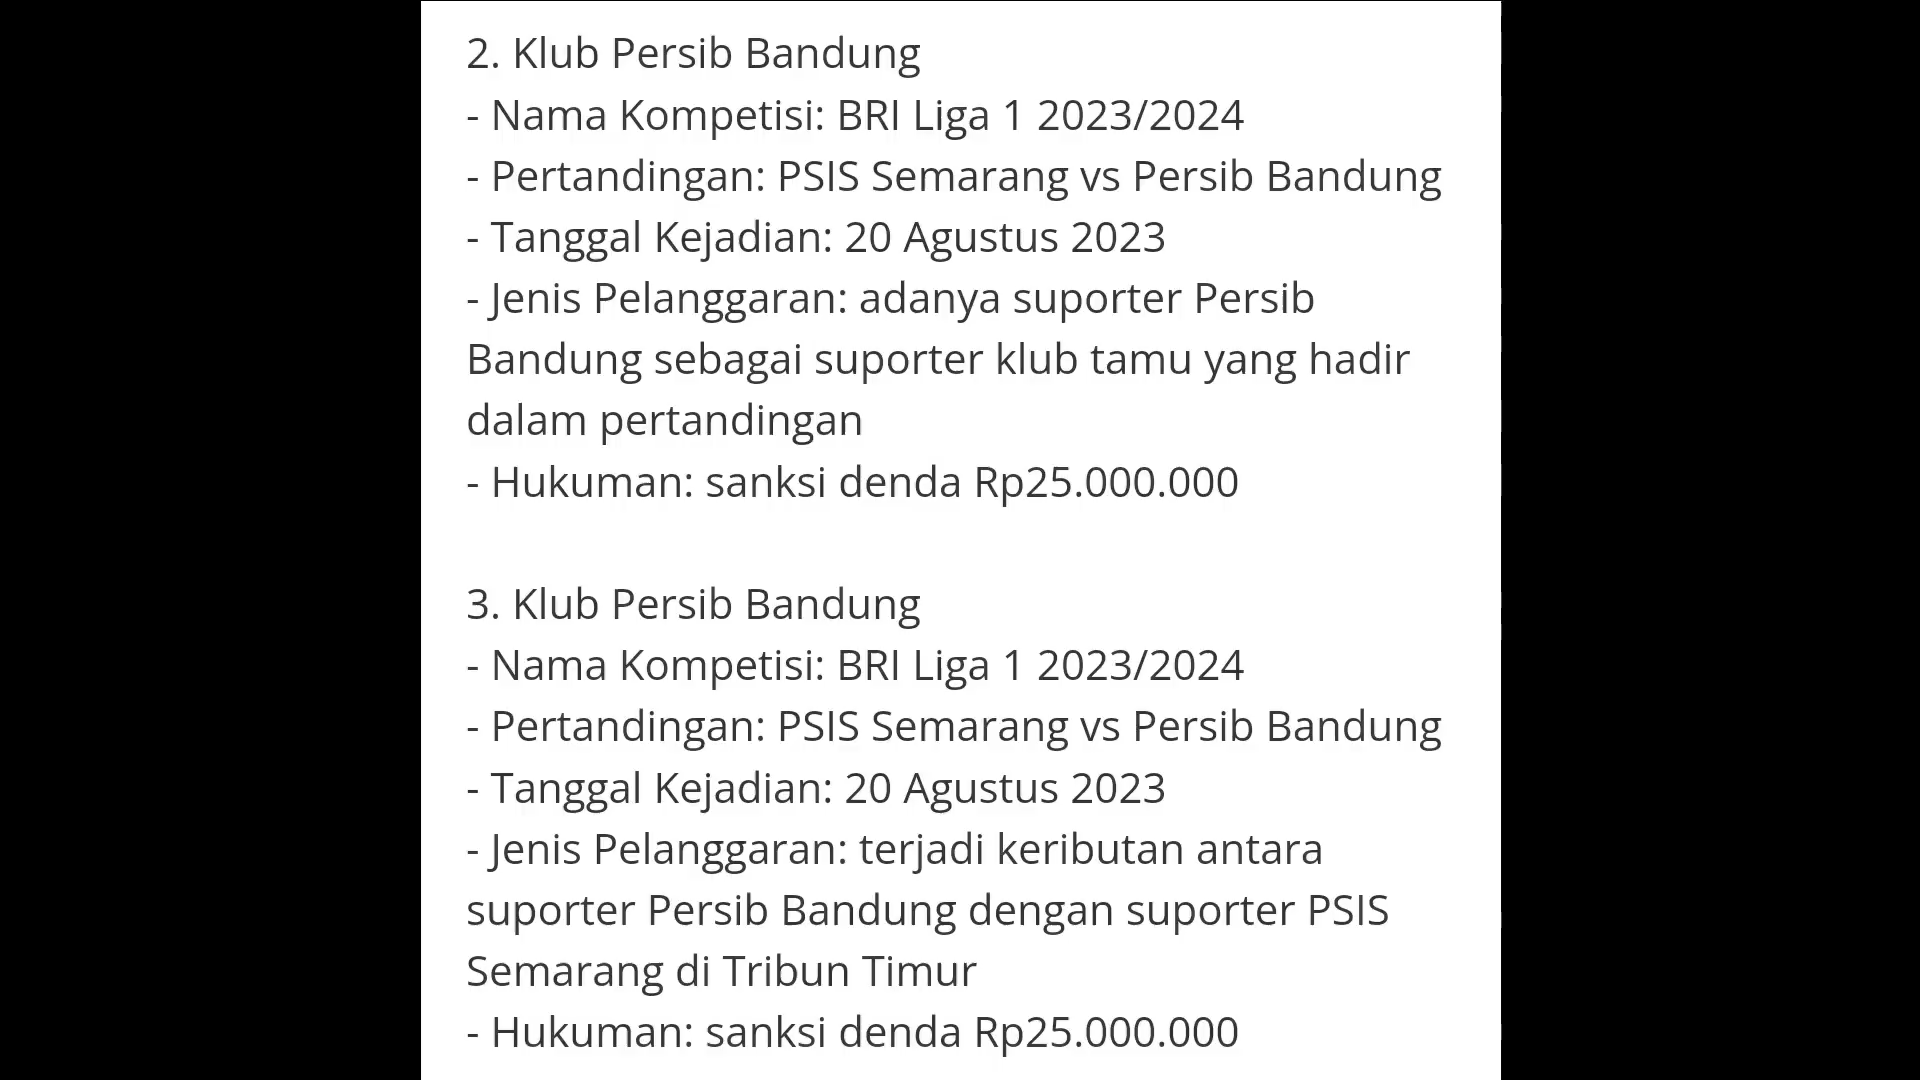 2. Klub Persib Bandung
- Nama Kompetisi: BRI Liga 1 2023/2024
- Pertandingan: PSIS Semarang vs Persib Bandung
- Tanggal Kejadian: 20 Agustus 2023
- Jenis Pelanggaran: adanya suporter Persib
Bandung sebagai suporter klub tamu yang hadir
dalam pertandingan
- Hukuman: sanksi denda Rp25.000.000
3. Klub Persib Bandung
- Nama Kompetisi: BRI Liga 1 2023/2024
- Pertandingan: PSIS Semarang vs Persib Bandung
- Tanggal Kejadian: 20 Agustus 2023
- Jenis Pelanggaran: terjadi keributan antara
suporter Persib Bandung dengan suporter PSIS
Semarang di Tribun Timur
- Hukuman: sanksi denda Rp25.000.000